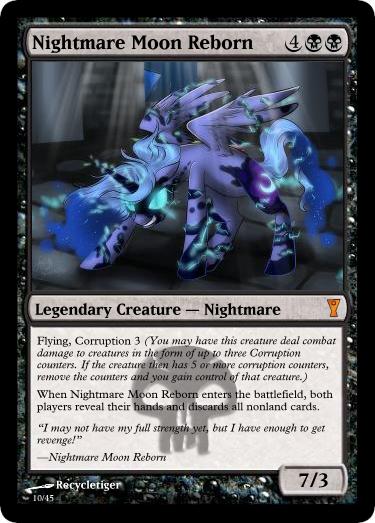 Nightmare Moon Reborn 4
Legendary Creature — Nightmare
Flying, Corruption 3 (You may have this creature deal combat
damage to creatures in the form of up to three Corruption
counters. If the creature then has 5 or more corruption counters,
remove the counters and you gain control of that creature.)
When Nightmare Moon Reborn enters the battlefield, both
players reveal their hands and discards all nonland cards.
“I may not have my full strength yet, but I have enough to get
revenge!”
—Nightmare Moon Reborn
7/3
Recycletiger
10/45